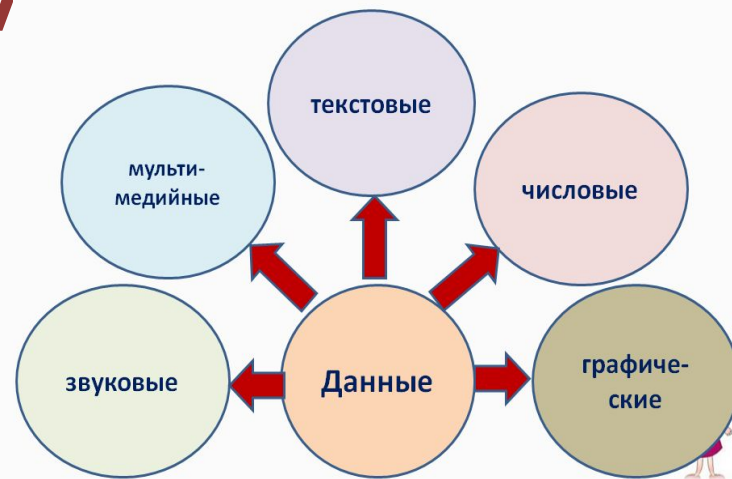 текстовые
мульти-
медийные
числовые
звуковые
Данные
графиче-
ские